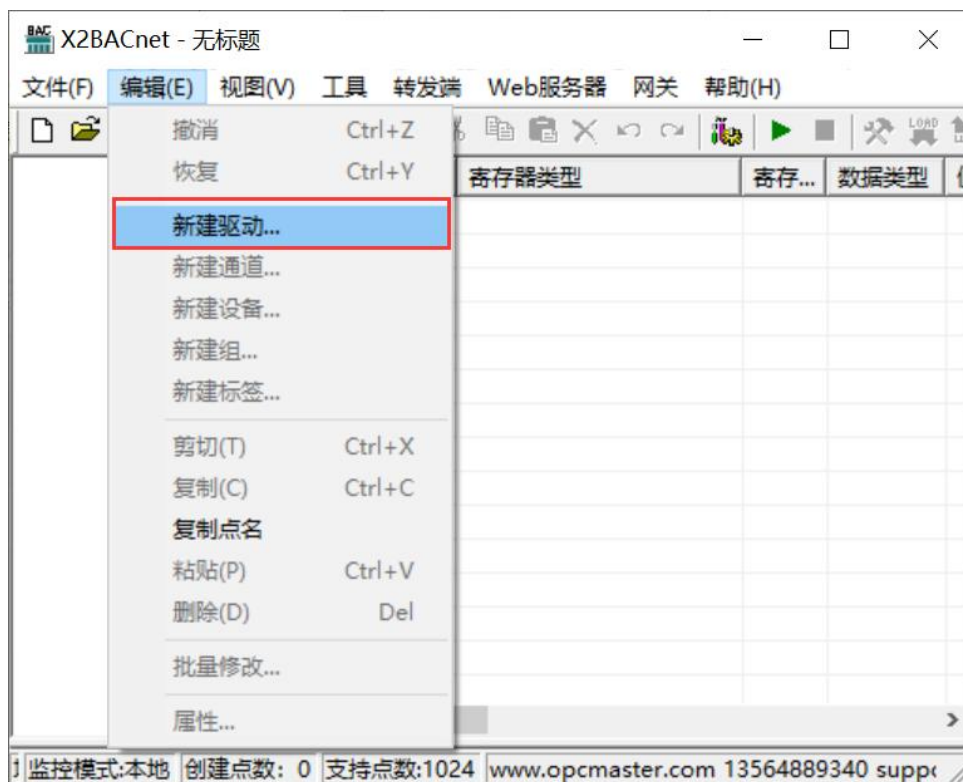 BAC X2BACnet - 无标题
文件(F) 编辑(E) 视图(V) 工具 转发端 Web服务器 网关 帮助(H)
LOAD
寄存器类型 寄存... 数据类型
撤消 Ctrl+Z
恢复 Ctrl+Y
新建驱动...
新建通道...
新建设备...
新建组...
新建标签...
剪切(T) Ctrl+X
复制(C) Ctrl+C
复制点名
粘贴(P) Ctrl+V
删除(D) Del
批量修改...
属性...
监控模式:本地 创建点数: 0 支持点数:1024 www.opcmaster.com 13564889340